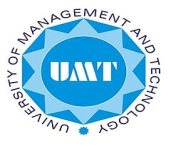 UNIVERSITY OF MANAGEMENT AND TECHNOLOGY
UMT